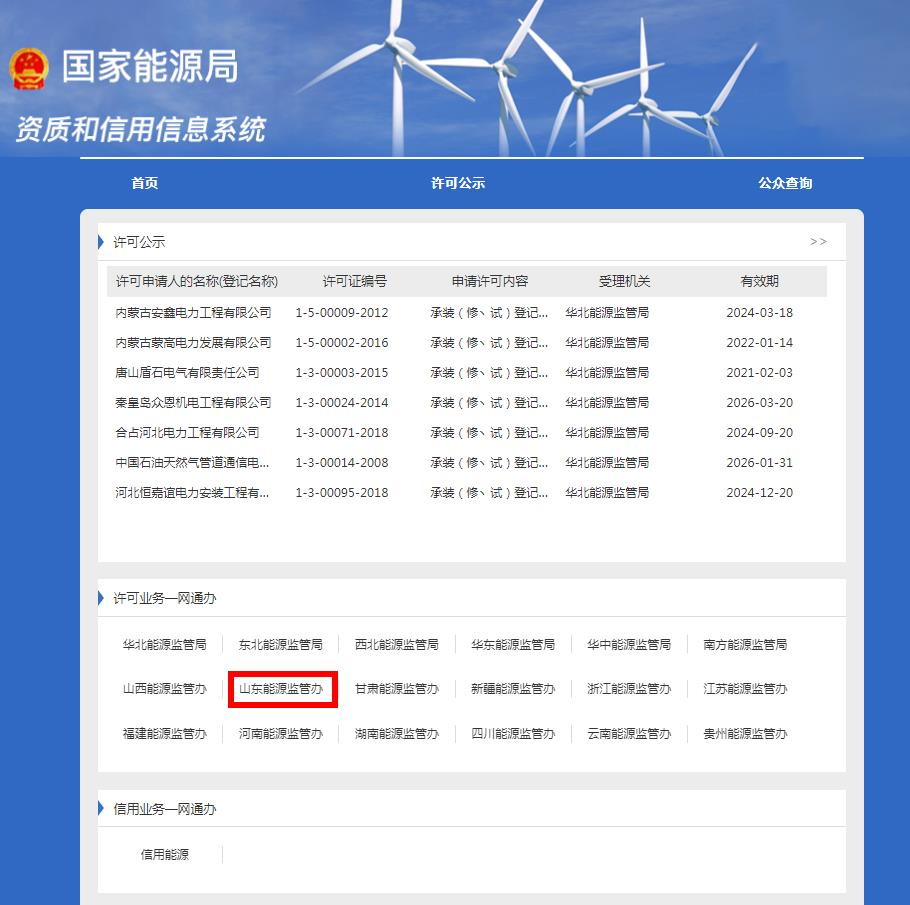 国家能源局
资质和信用信息系统
首页 许可公示 公众查询
许可公示 >>
许可申请人的名称(登记名称) 许可证编号 申请许可内容 受理机关 有效期
内蒙古安鑫电力工程有限公司 1-5-00009-2012 承装（修、试）登记... 华北能源监管局 2024-03-18
内蒙古蒙高电力发展有限公司 1-5-00002-2016 承装（修、试）登记... 华北能源监管局 2022-01-14
唐山盾石电气有限责任公司 1-3-00003-2015 承装（修、试）登记... 华北能源监管局 2021-02-03
秦皇岛众恩机电工程有限公司 1-3-00024-2014 承装（修、试）登记... 华北能源监管局 2026-03-20
合占河北电力工程有限公司 1-3-00071-2018 承装（修、试）登记... 华北能源监管局 2024-09-20
中国石油天然气管道通信电... 1-3-00014-2008 承装（修、试）登记... 华北能源监管局 2026-01-31
河北恒嘉谊电力安装工程有... 1-3-00095-2018 承装（修、试）登记... 华北能源监管局 2024-12-20
许可业务一网通办
华北能源监管局 东北能源监管局 西北能源监管局 华东能源监管局 华中能源监管局 南方能源监管局
山西能源监管办 山东能源监管办 甘肃能源监管办 新疆能源监管办 浙江能源监管办 江苏能源监管办
福建能源监管办 河南能源监管办 湖南能源监管办 四川能源监管办 云南能源监管办 贵州能源监管办
信用业务一网通办
信用能源